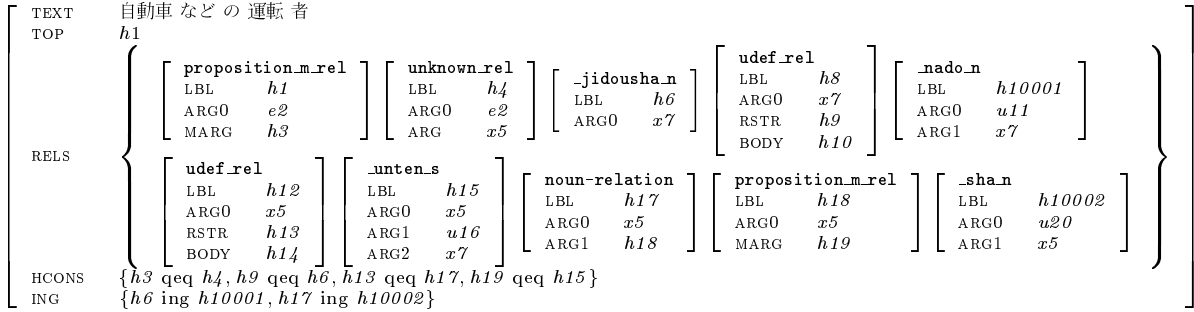 TEXT 自動車 など の 運転 者
TOP h1
RELS
proposition_m_rel
LBL h1
ARG0 e2
MARG h3
unknown_rel
LBL h4
ARG0 e2
ARG x5
_jidousha_n
LBL h6
ARG0 x7
udef_rel
LBL h8
ARG0 x7
RSTR h9
BODY h10
_nado_n
LBL h10001
ARG0 u11
ARG1 x7
udef_rel
LBL h12
ARG0 x5
RSTR h13
BODY h14
_unten_s
LBL h15
ARG0 x5
ARG1 u16
ARG2 x7
noun-relation
LBL h17
ARG0 x5
ARG1 h18
proposition_m_rel
LBL h18
ARG0 x5
MARG h19
_sha_n
LBL h10002
ARG0 u20
ARG1 x5
HCONS {h3 qeq h4, h9 qeq h6, h13 qeq h17, h19 qeq h15}
ING {h6 ing h10001, h17 ing h10002}